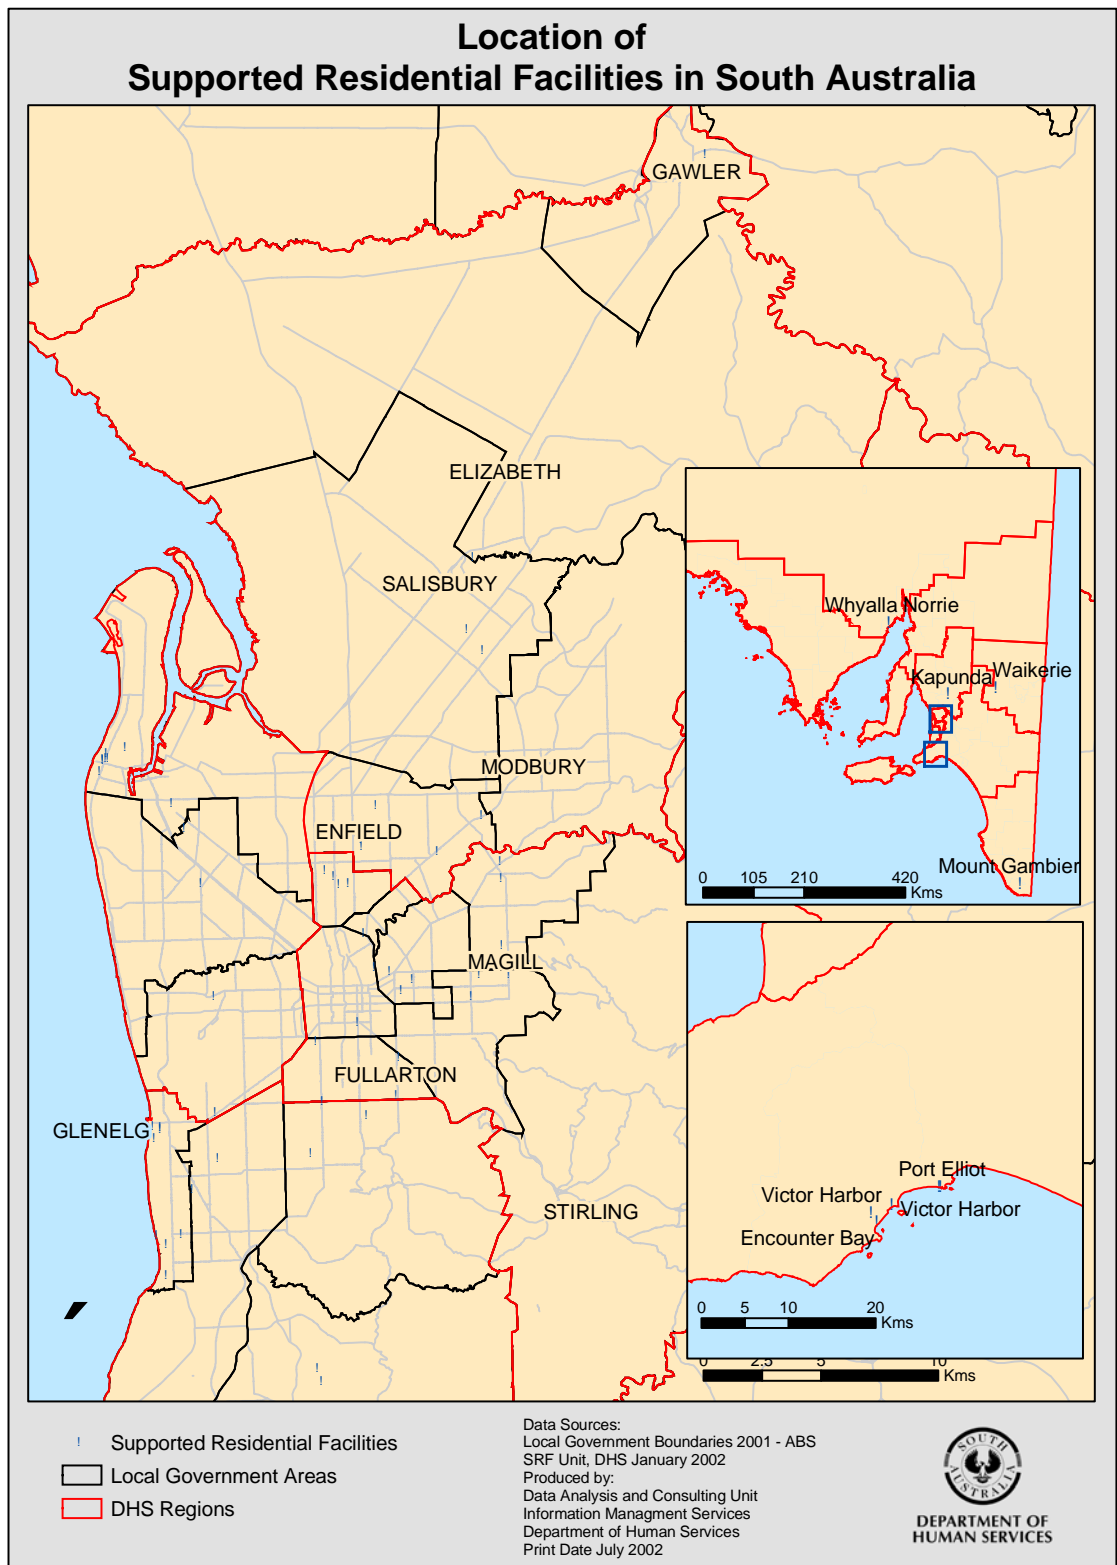 Location of
Supported Residential Facilities in South Australia
GAWLER
ELIZABETH
SALISBURY
Whyalla Norrie
Kapunda
Waikerie
MODBURY
ENFIELD
Mount Gambier
0 105 210 420
Kms
MAGILL
FULLARTON
GLENELG
Port Elliot
Victor Harbor
Victor Harbor
STIRLING
Encounter Bay
0 5 10 20
Kms
0 2.5 5 10
Kms
! Supported Residential Facilities
Local Government Areas
DHS Regions
Data Sources:
Local Government Boundaries 2001 - ABS
SRF Unit, DHS January 2002
Produced by:
Data Analysis and Consulting Unit
Information Managment Services
Department of Human Services
Print Date July 2002
SOUTH
AUSTRALIA
DEPARTMENT OF
HUMAN SERVICES